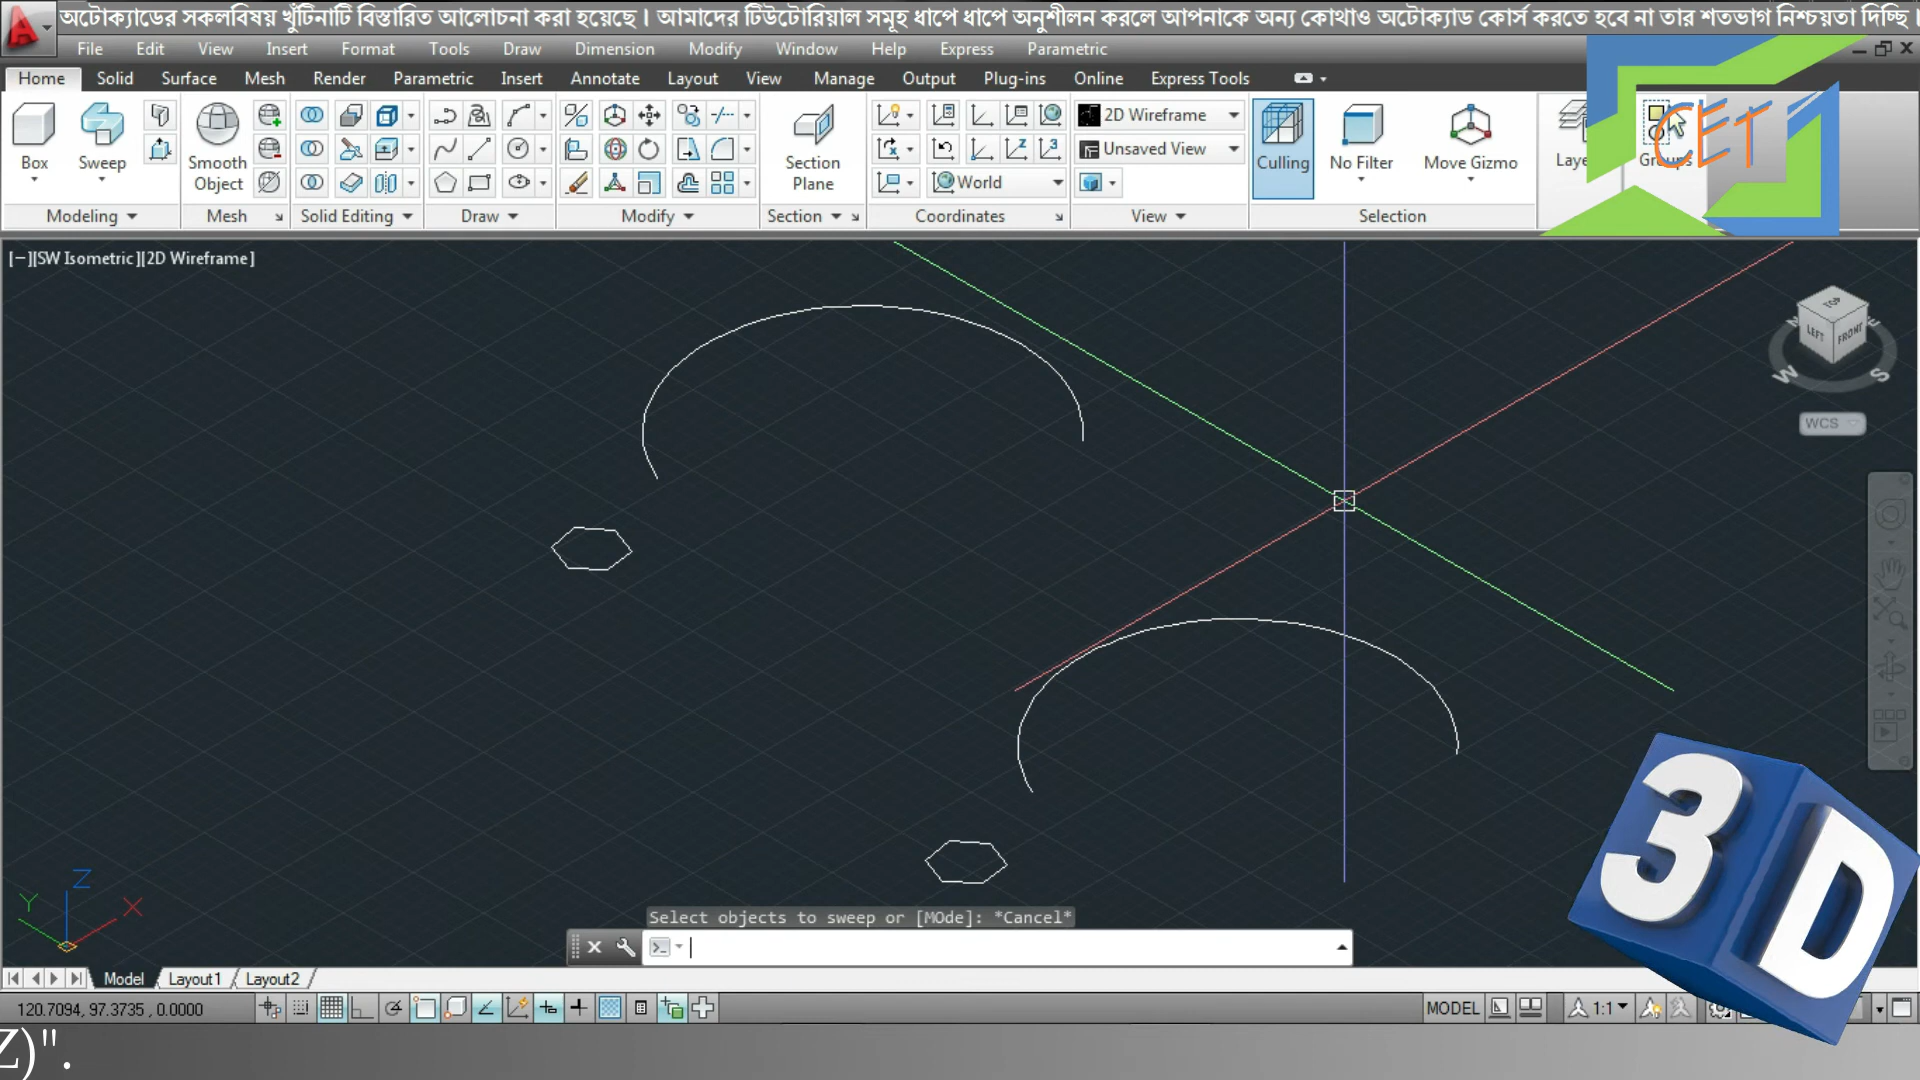 অটোক্যাডের সকলবিষয় খুঁটিনাটি বিস্তারিত আলোচনা করা হয়েছে। আমাদের টিউটোরিয়াল সমূহ ধাপে ধাপে অনুশীলন করলে আপনাকে অন্য কোথাও অটোক্যাড কোর্স করতে হবে না তার শতভাগ নিশ্চয়তা দিচ্ছি।
File Edit View Insert Format Tools Draw Dimension Modify Window Help Express Parametric
Home Solid Surface Mesh Render Parametric Insert Annotate Layout View Manage Output Plug-ins Online Express Tools
CET
2D Wireframe
Unsaved View
World
Box Sweep Smooth Object Section Plane Culling No Filter Move Gizmo Groups
Modeling Mesh Solid Editing Draw Modify Section Coordinates View Selection
[−][SW Isometric][2D Wireframe]
TOP
LEFT FRONT
W S
WCS
3D
Z
Y X
Select objects to sweep or [MOde]: *Cancel*
Model Layout1 Layout2
120.7094, 97.3735 , 0.0000
MODEL 1:1
Z)".